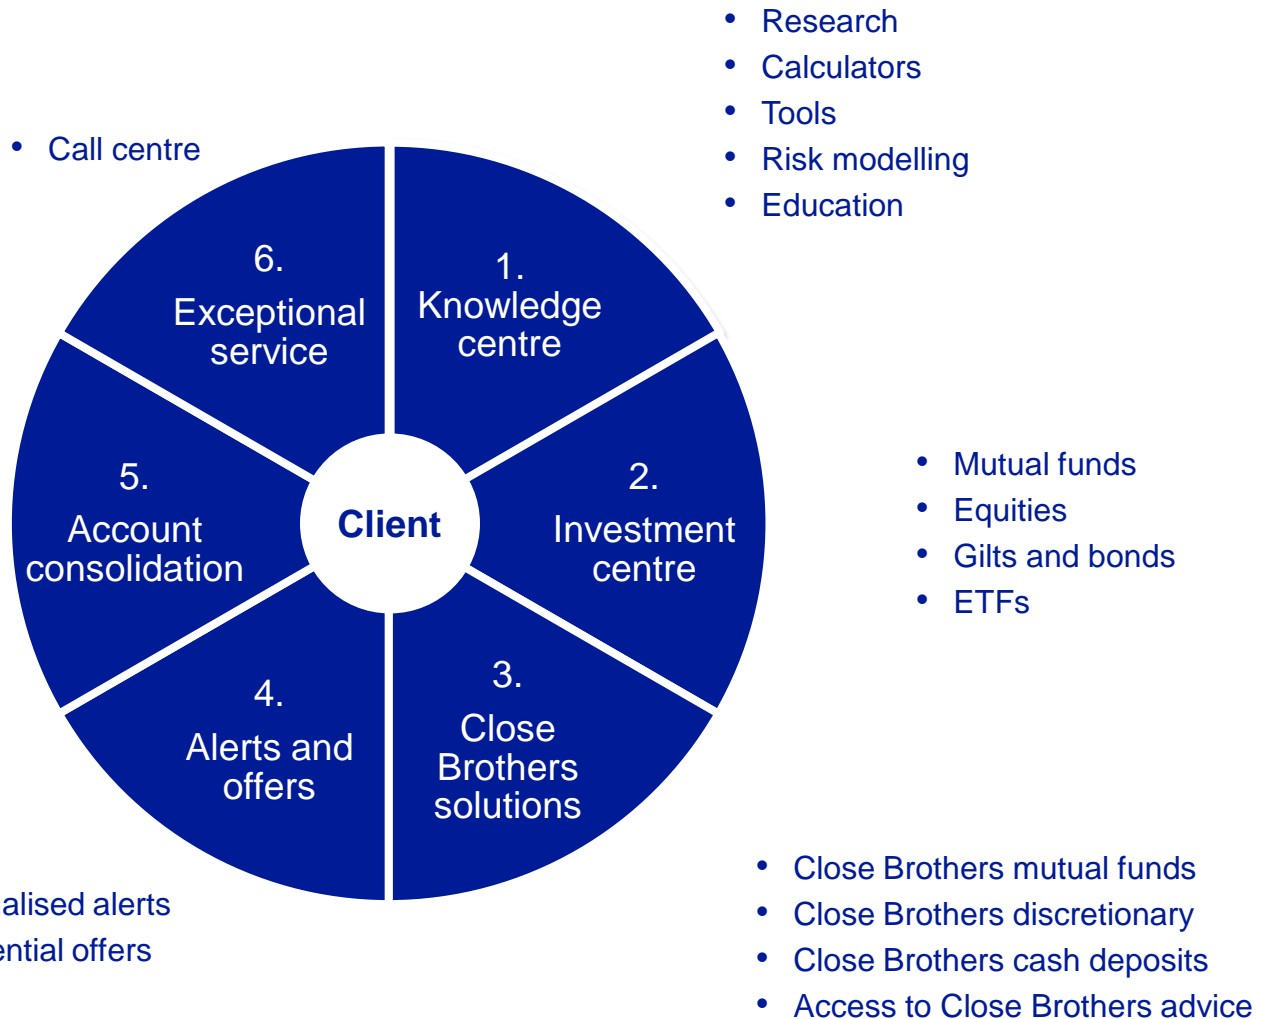 • Research
• Calculators
• Tools
• Risk modelling
• Education
• Call centre
6.
Exceptional
service
1.
Knowledge
centre
5.
Account
consolidation
Client
2.
Investment
centre
• Mutual funds
• Equities
• Gilts and bonds
• ETFs
4.
Alerts and
offers
3.
Close
Brothers
solutions
alised alerts
ential offers
• Close Brothers mutual funds
• Close Brothers discretionary
• Close Brothers cash deposits
• Access to Close Brothers advice